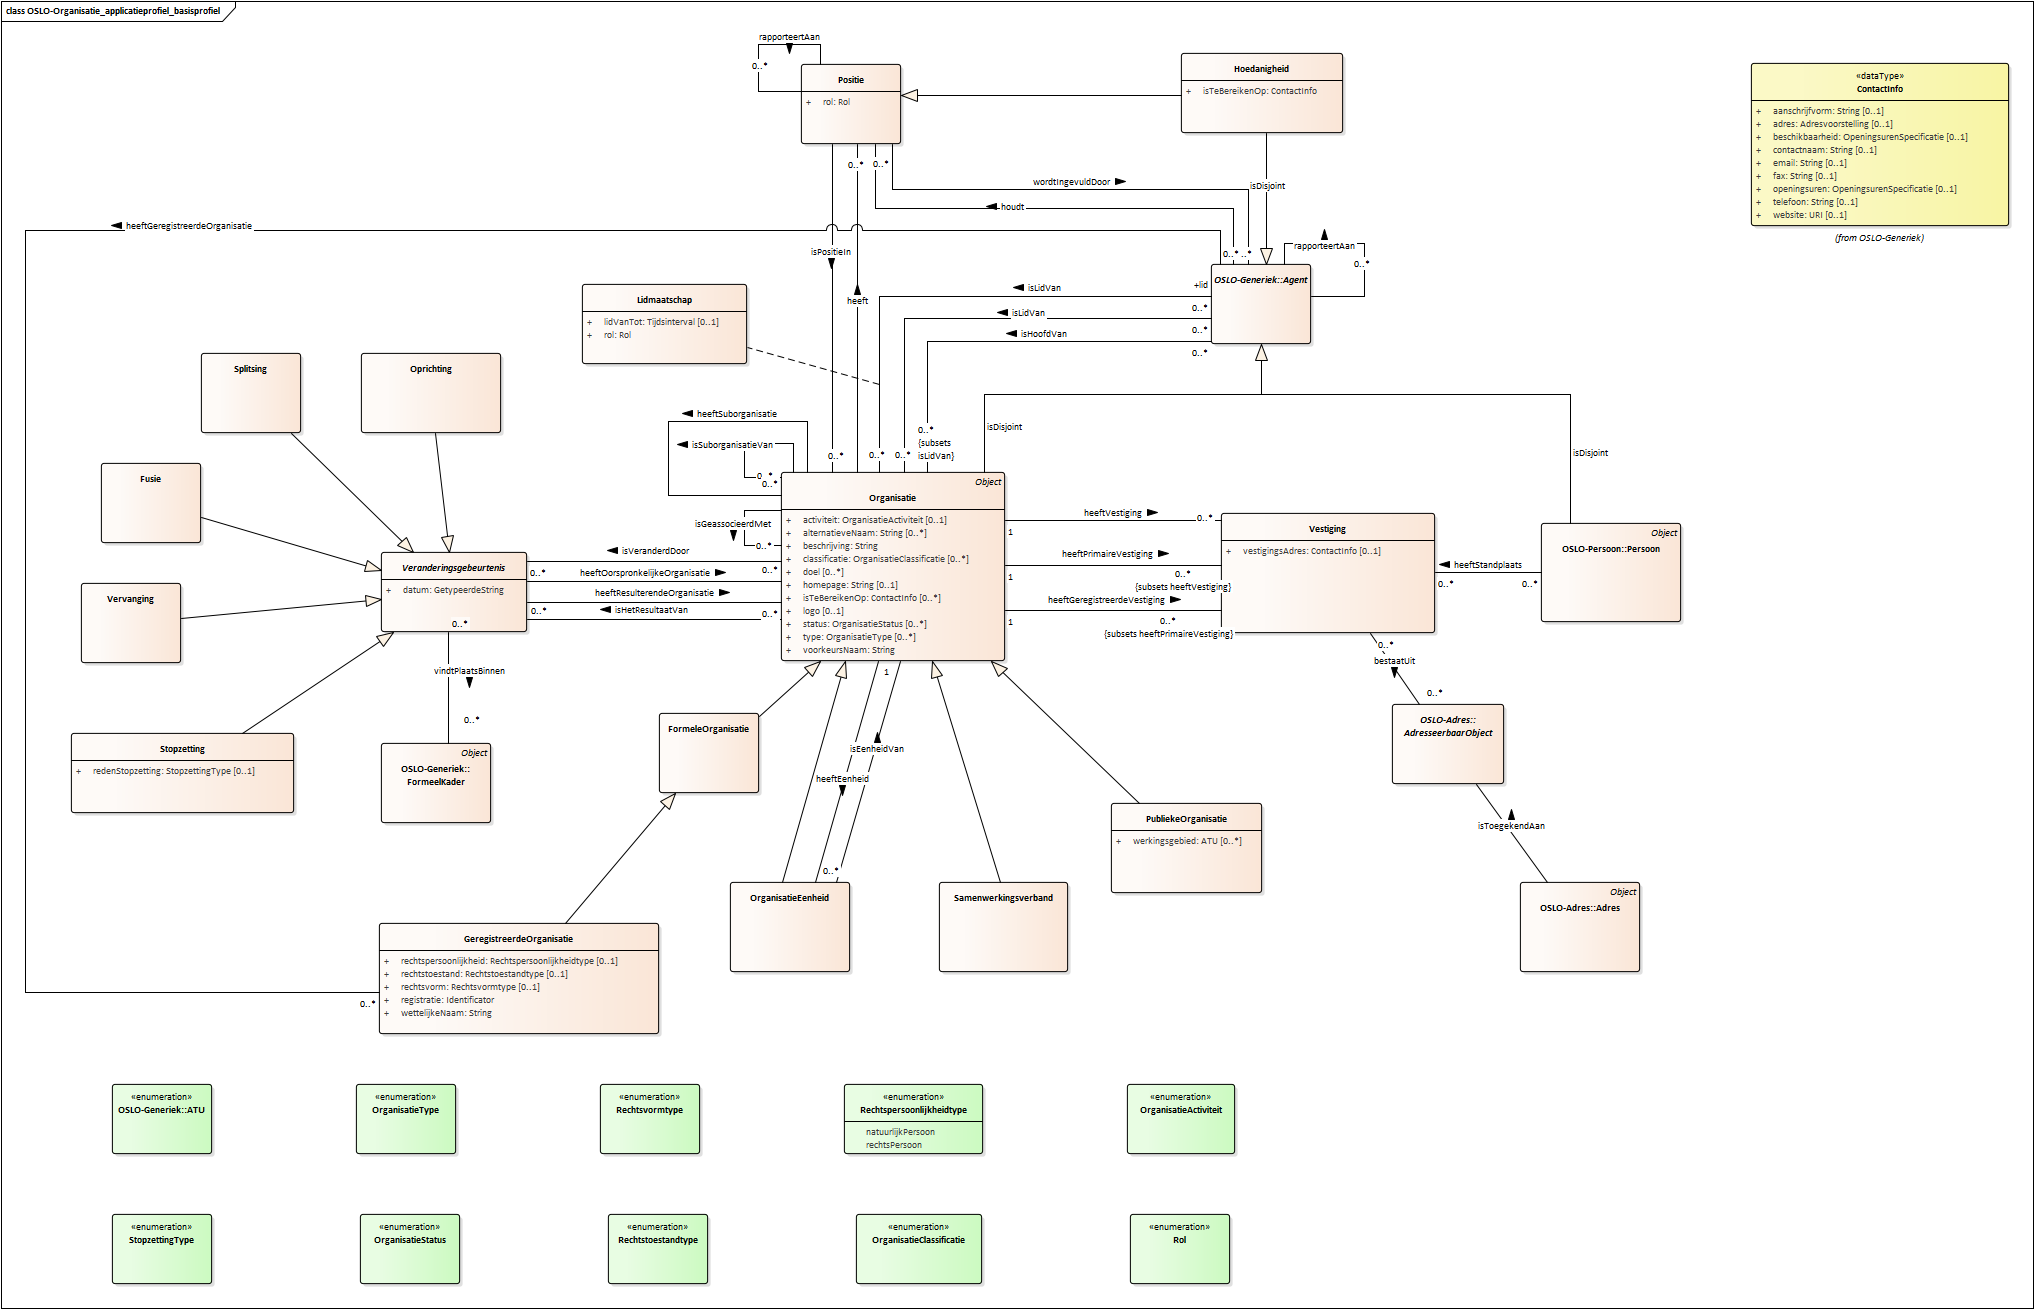 class OSLO-Organisatie_applicatieprofiel_basisprofiel
rapporteertAan
0..*
Positie
+ rol: Rol
Hoedanigheid
+ isTeBereikenOp: ContactInfo
«dataType»
ContactInfo
+ aanschrijfvorm: String [0..1]
+ adres: Adresvoorstelling [0..1]
+ beschikbaarheid: OpeningsurenSpecificatie [0..1]
+ contactnaam: String [0..1]
+ email: String [0..1]
+ fax: String [0..1]
+ openingsuren: OpeningsurenSpecificatie [0..1]
+ telefoon: String [0..1]
+ website: URI [0..1]
(from OSLO-Generiek)
0..*
0..*
wordtIngevuldDoor
isDisjoint
houdt
heeftGeregistreerdeOrganisatie
isPositieIn
0..*
..*
rapporteertAan
0..*
OSLO-Generiek::Agent
heeft
isLidVan
+lid
0..*
isLidVan
0..*
isHoofdVan
0..*
Lidmaatschap
+ lidVanTot: Tijdsinterval [0..1]
+ rol: Rol
Splitsing
Oprichting
heeftSuborganisatie
isSuborganisatieVan
0..*
0..*
0..*
0..*
0..*
0..*
{subsets
isLidVan}
isDisjoint
isDisjoint
Fusie
Object
Organisatie
+ activiteit: OrganisatieActiviteit [0..1]
+ alternatieveNaam: String [0..*]
+ beschrijving: String
+ classificatie: OrganisatieClassificatie [0..*]
+ doel [0..*]
+ homepage: String [0..1]
+ isTeBereikenOp: ContactInfo [0..*]
+ logo [0..1]
+ status: OrganisatieStatus [0..*]
+ type: OrganisatieType [0..*]
+ voorkeursNaam: String
isGeassocieerdMet
0..*
isVeranderdDoor
0..*
0..*
heeftOorspronkelijkeOrganisatie
heeftResulterendeOrganisatie
0..*
isHetResultaatVan
0..*
Veranderingsgebeurtenis
+ datum: GetypeerdeString
0..*
heeftVestiging
0..*
1
heeftPrimaireVestiging
1
0..*
{subsets heeftVestiging}
heeftGeregistreerdeVestiging
1
0..*
{subsets heeftPrimaireVestiging}
Vestiging
+ vestigingsAdres: ContactInfo [0..1]
heeftStandplaats
0..*
0..*
Object
OSLO-Persoon::Persoon
Vervanging
0..*
bestaatUit
0..*
vindtPlaatsBinnen
0..*
Stopzetting
+ redenStopzetting: StopzettingType [0..1]
Object
OSLO-Generiek::
FormeelKader
FormeleOrganisatie
1
isEenheidVan
heeftEenheid
0..*
OSLO-Adres::
AdresseerbaarObject
PubliekeOrganisatie
+ werkingsgebied: ATU [0..*]
isToegekendAan
OrganisatieEenheid
Samenwerkingsverband
Object
OSLO-Adres::Adres
GeregistreerdeOrganisatie
+ rechtspersoonlijkheid: Rechtspersoonlijkheidtype [0..1]
+ rechtstoestand: Rechtstoestandtype [0..1]
+ rechtsvorm: Rechtsvormtype [0..1]
+ registratie: Identificator
+ wettelijkeNaam: String
0..*
«enumeration»
OSLO-Generiek::ATU
«enumeration»
OrganisatieType
«enumeration»
Rechtsvormtype
«enumeration»
Rechtspersoonlijkheidtype
natuurlijkPersoon
rechtsPersoon
«enumeration»
OrganisatieActiviteit
«enumeration»
StopzettingType
«enumeration»
OrganisatieStatus
«enumeration»
Rechtstoestandtype
«enumeration»
OrganisatieClassificatie
«enumeration»
Rol